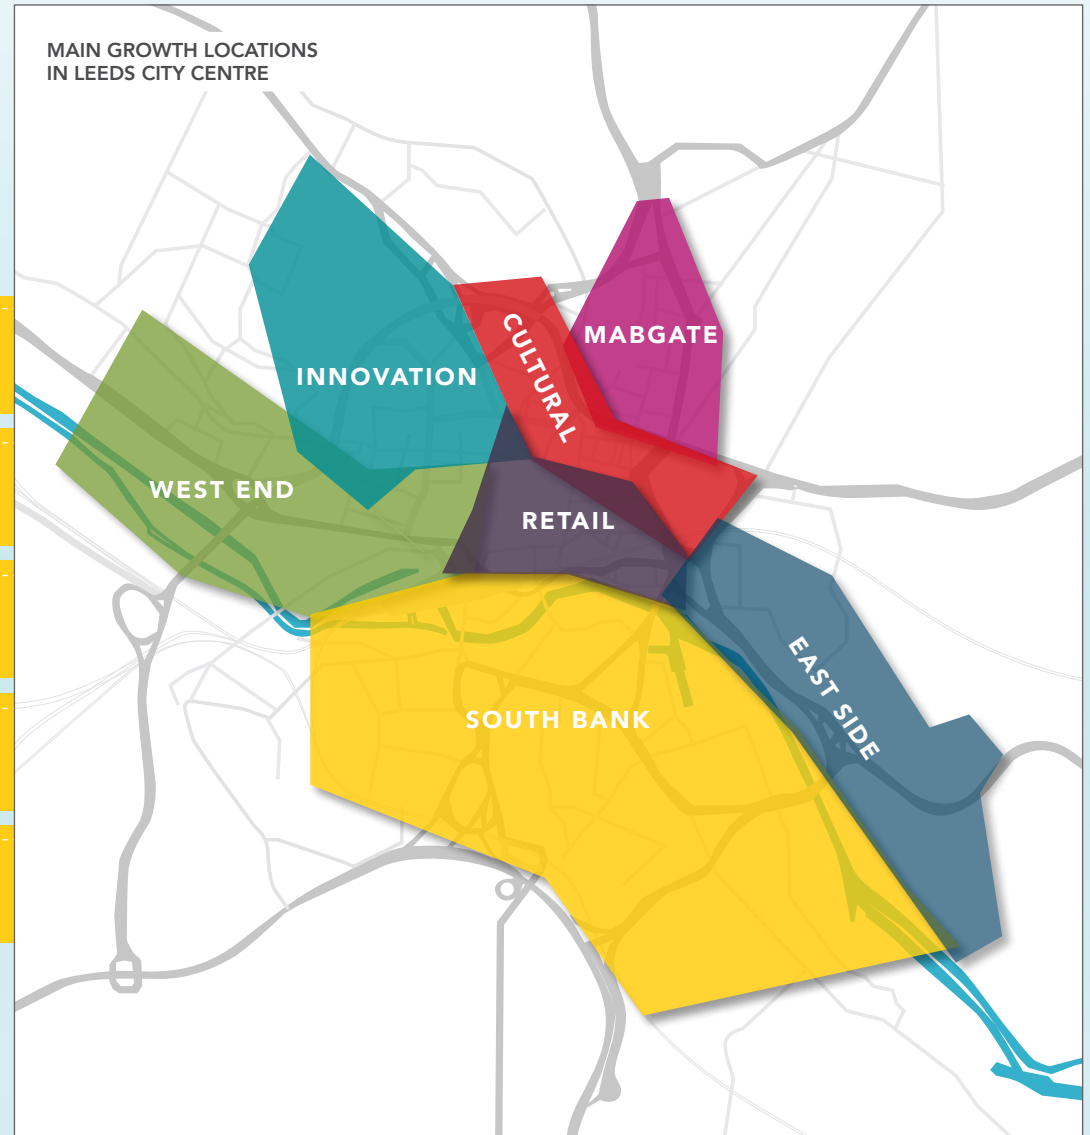 MAIN GROWTH LOCATIONS
IN LEEDS CITY CENTRE
MABGATE
CULTURAL
INNOVATION
WEST END
RETAIL
EAST SIDE
SOUTH BANK